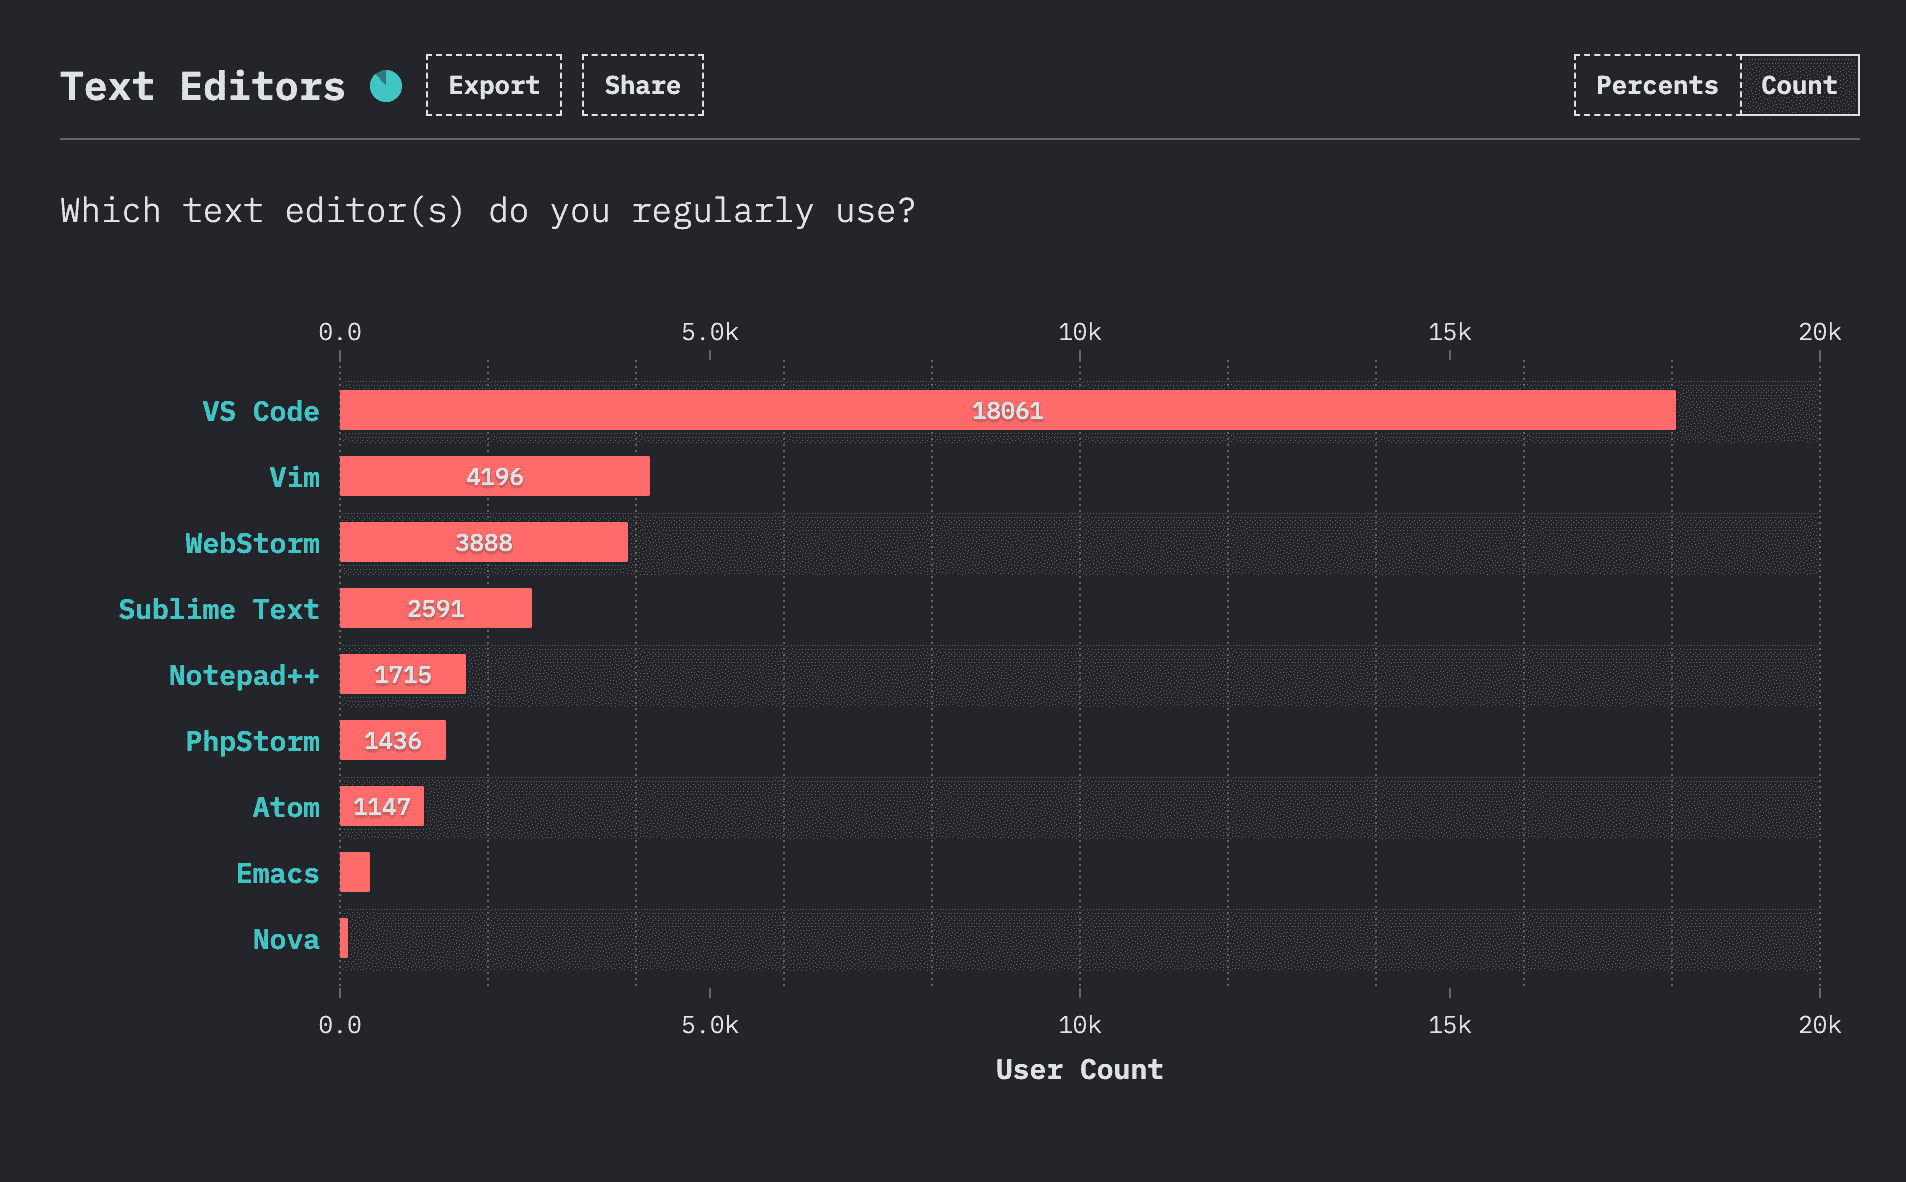 Text Editors Export Share Percents Count
Which text editor(s) do you regularly use?
0.0 5.0k 10k 15k 20k
VS Code 18061
Vim 4196
WebStorm 3888
Sublime Text 2591
Notepad++ 1715
PhpStorm 1436
Atom 1147
Emacs
Nova
0.0 5.0k 10k 15k 20k
User Count